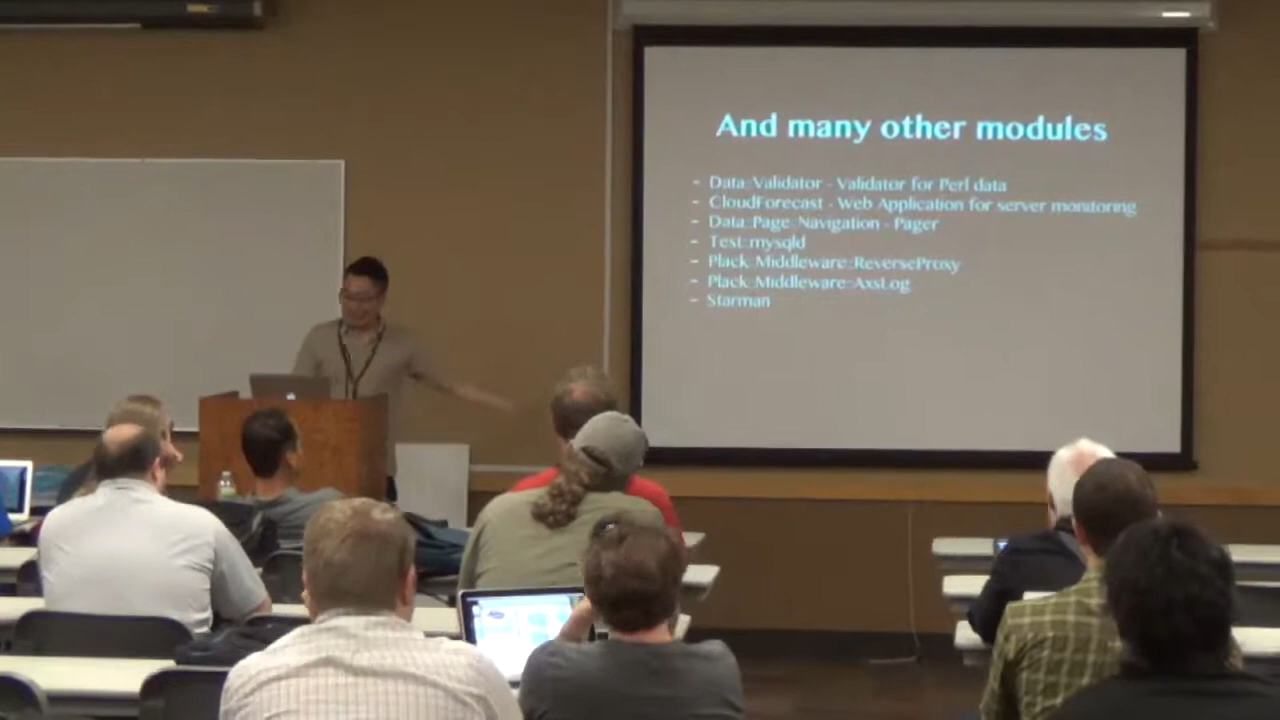 And many other modules
- Data::Validator - Validator for Perl data
- CloudForecast - Web Application for server monitoring
- Data::Page::Navigation - Pager
- Test::mysqld
- Plack::Middleware::ReverseProxy
- Plack::Middleware::AxsLog
- Starman